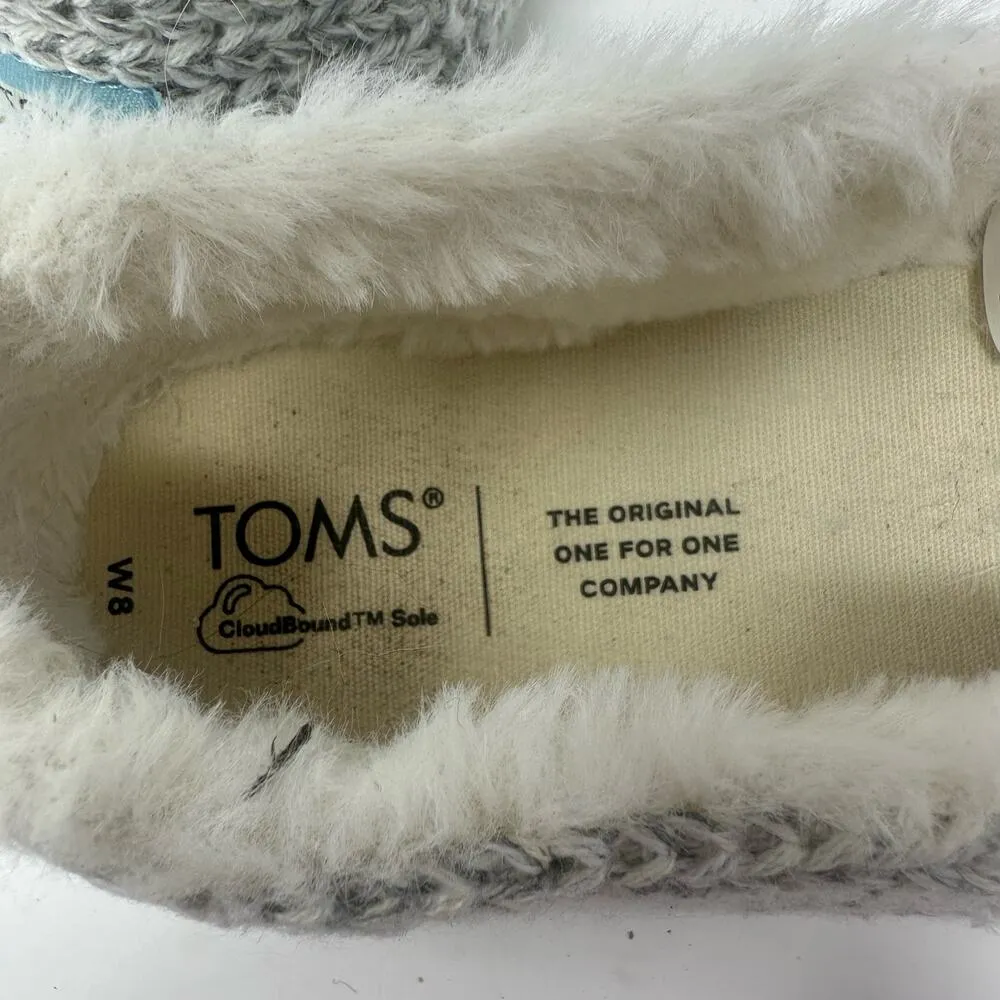 W8
TOMS®
CloudBound™ Sole
THE ORIGINAL
ONE FOR ONE
COMPANY